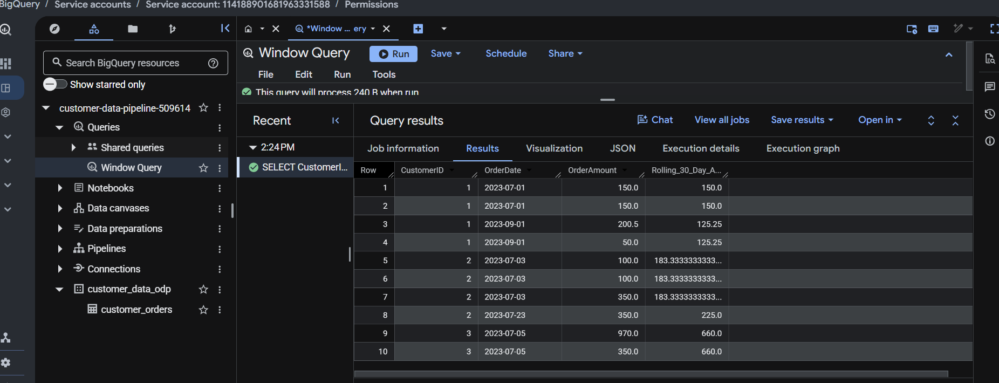 BigQuery / Service accounts / Service account: 114188901681963331588 / Permissions
*Window ... ery
Search BigQuery resources
Show starred only
customer-data-pipeline-509614
Queries
Shared queries
Window Query
Notebooks
Data canvases
Data preparations
Pipelines
Connections
customer_data_odp
customer_orders
Window Query Run Save Schedule Share
File Edit Run Tools
This query will process 240 B when run
Recent
2:24 PM
SELECT CustomerI...
Query results Chat View all jobs Save results Open in
Job information Results Visualization JSON Execution details Execution graph
Row CustomerID OrderDate OrderAmount Rolling_30_Day_A...
1 1 2023-07-01 150.0 150.0
2 1 2023-07-01 150.0 150.0
3 1 2023-09-01 200.5 125.25
4 1 2023-09-01 50.0 125.25
5 2 2023-07-03 100.0 183.3333333333...
6 2 2023-07-03 100.0 183.3333333333...
7 2 2023-07-03 350.0 183.3333333333...
8 2 2023-07-23 350.0 225.0
9 3 2023-07-05 970.0 660.0
10 3 2023-07-05 350.0 660.0